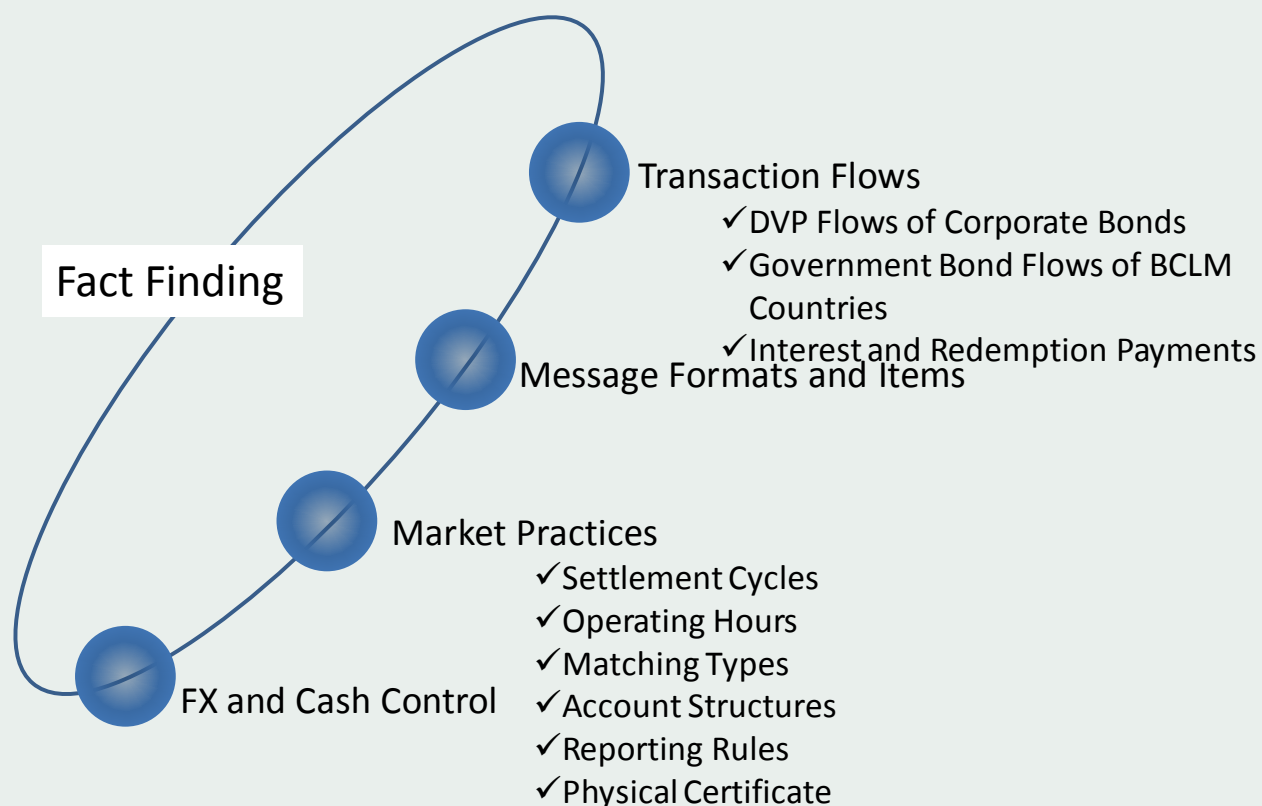 Fact Finding
Transaction Flows
✓DVP Flows of Corporate Bonds
✓Government Bond Flows of BCLM
Countries
✓Interest and Redemption Payments
Message Formats and Items
Market Practices
✓Settlement Cycles
✓Operating Hours
✓Matching Types
✓Account Structures
✓Reporting Rules
✓Physical Certificate
FX and Cash Control